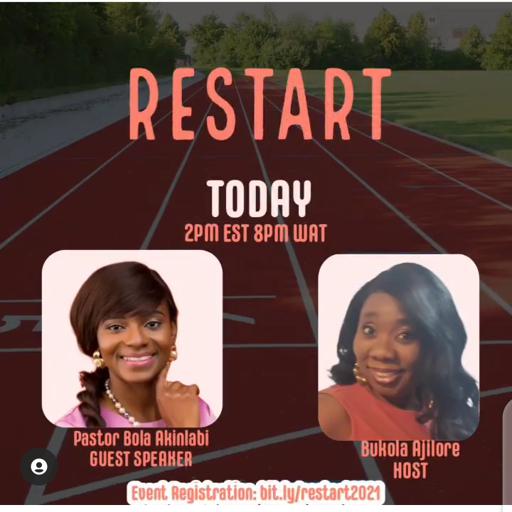 RESTART
TODAY
2PM EST 8PM WAT
Pastor Bola Akinlabi
GUEST SPEAKER
Bukola Ajilore
HOST
Event Registration: bit.ly/restart2021